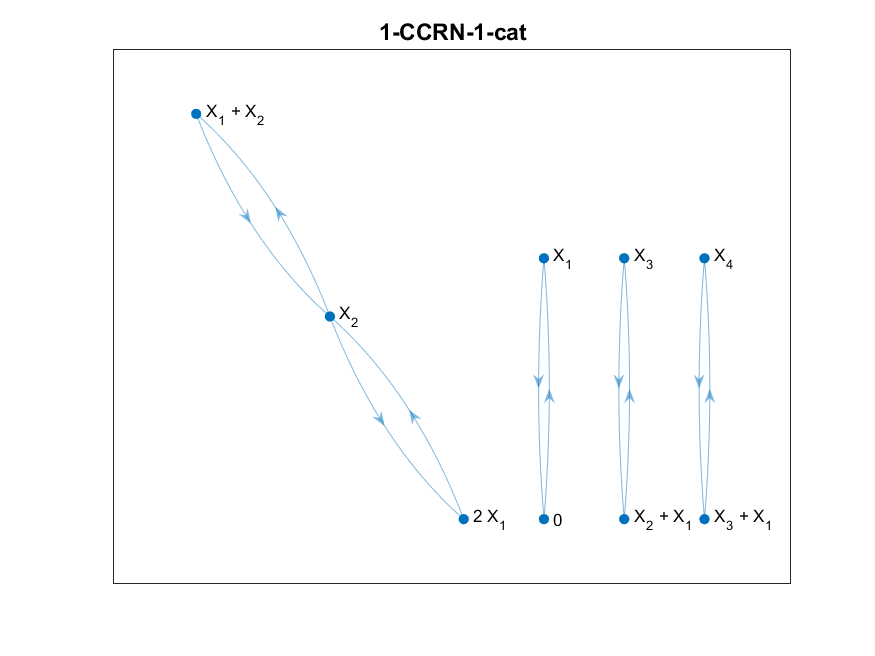 1-CCRN-1-cat
X₁ + X₂
X₁
X₃
X₄
X₂
2 X₁
0
X₂ + X₁
X₃ + X₁